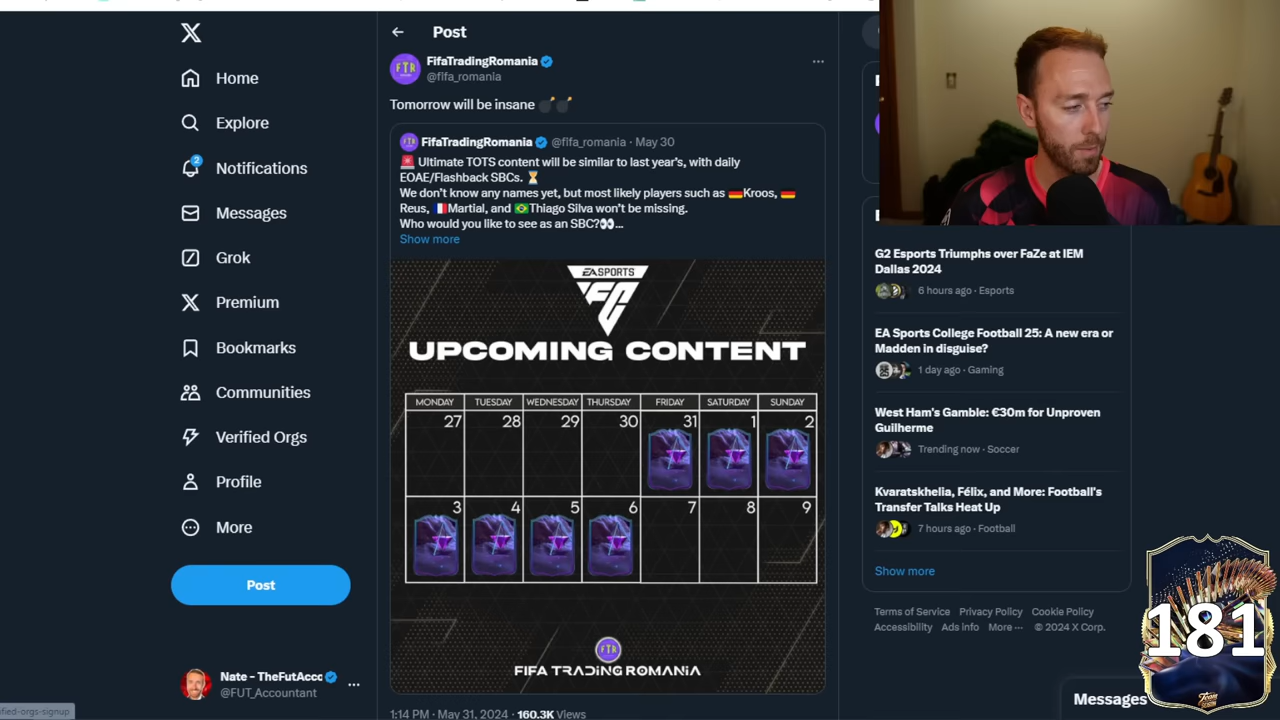 Post
FifaTradingRomania
@fifa_romania
Tomorrow will be insane
FifaTradingRomania @fifa_romania · May 30
Ultimate TOTS content will be similar to last year's, with daily
EOAE/Flashback SBCs.
We don't know any names yet, but most likely players such as Kroos,
Reus, Martial, and Thiago Silva won't be missing.
Who would you like to see as an SBC?...
Show more
EA SPORTS
FC
UPCOMING CONTENT
MONDAY TUESDAY WEDNESDAY THURSDAY FRIDAY SATURDAY SUNDAY
27 28 29 30 31 1 2
3 4 5 6 7 8 9
FTR
FIFA TRADING ROMANIA
1:14 PM · May 31, 2024 · 160.3K Views
Home
Explore
2
Notifications
Messages
Grok
Premium
Bookmarks
Communities
Verified Orgs
Profile
More
Post
Nate - TheFutAcco
@FUT_Accountant
ified-orgs-signup
G2 Esports Triumphs over FaZe at IEM
Dallas 2024
6 hours ago · Esports
EA Sports College Football 25: A new era or
Madden in disguise?
1 day ago · Gaming
West Ham's Gamble: €30m for Unproven
Guilherme
Trending now · Soccer
Kvaratskhelia, Félix, and More: Football's
Transfer Talks Heat Up
7 hours ago · Football
Show more
Terms of Service Privacy Policy Cookie Policy
Accessibility Ads info More ··· © 2024 X Corp.
Messages
181